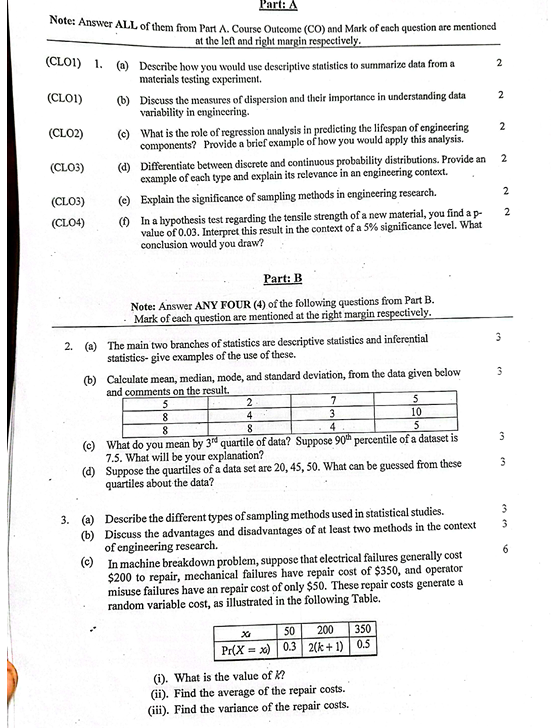 Part: A
Note: Answer ALL of them from Part A. Course Outcome (CO) and Mark of each question are mentioned
at the left and right margin respectively.
(CLO1) 1. (a) Describe how you would use descriptive statistics to summarize data from a 2
materials testing experiment.
(CLO1) (b) Discuss the measures of dispersion and their importance in understanding data 2
variability in engineering.
(CLO2) (c) What is the role of regression analysis in predicting the lifespan of engineering 2
components? Provide a brief example of how you would apply this analysis.
(CLO3) (d) Differentiate between discrete and continuous probability distributions. Provide an 2
example of each type and explain its relevance in an engineering context.
(CLO3) (e) Explain the significance of sampling methods in engineering research. 2
(CLO4) (f) In a hypothesis test regarding the tensile strength of a new material, you find a p- 2
value of 0.03. Interpret this result in the context of a 5% significance level. What
conclusion would you draw?
Part: B
Note: Answer ANY FOUR (4) of the following questions from Part B.
Mark of each question are mentioned at the right margin respectively.
2. (a) The main two branches of statistics are descriptive statistics and inferential 3
statistics- give examples of the use of these.
(b) Calculate mean, median, mode, and standard deviation, from the data given below 3
and comments on the result.
5 2 7 5
8 4 3 10
8 8 4 5
(c) What do you mean by 3rd quartile of data? Suppose 90th percentile of a dataset is 3
7.5. What will be your explanation?
(d) Suppose the quartiles of a data set are 20, 45, 50. What can be guessed from these 3
quartiles about the data?
3. (a) Describe the different types of sampling methods used in statistical studies. 3
(b) Discuss the advantages and disadvantages of at least two methods in the context 3
of engineering research.
(c) In machine breakdown problem, suppose that electrical failures generally cost 6
$200 to repair, mechanical failures have repair cost of $350, and operator
misuse failures have an repair cost of only $50. These repair costs generate a
random variable cost, as illustrated in the following Table.
xi 50 200 350
Pr(X = xi) 0.3 2(k + 1) 0.5
(i). What is the value of k?
(ii). Find the average of the repair costs.
(iii). Find the variance of the repair costs.